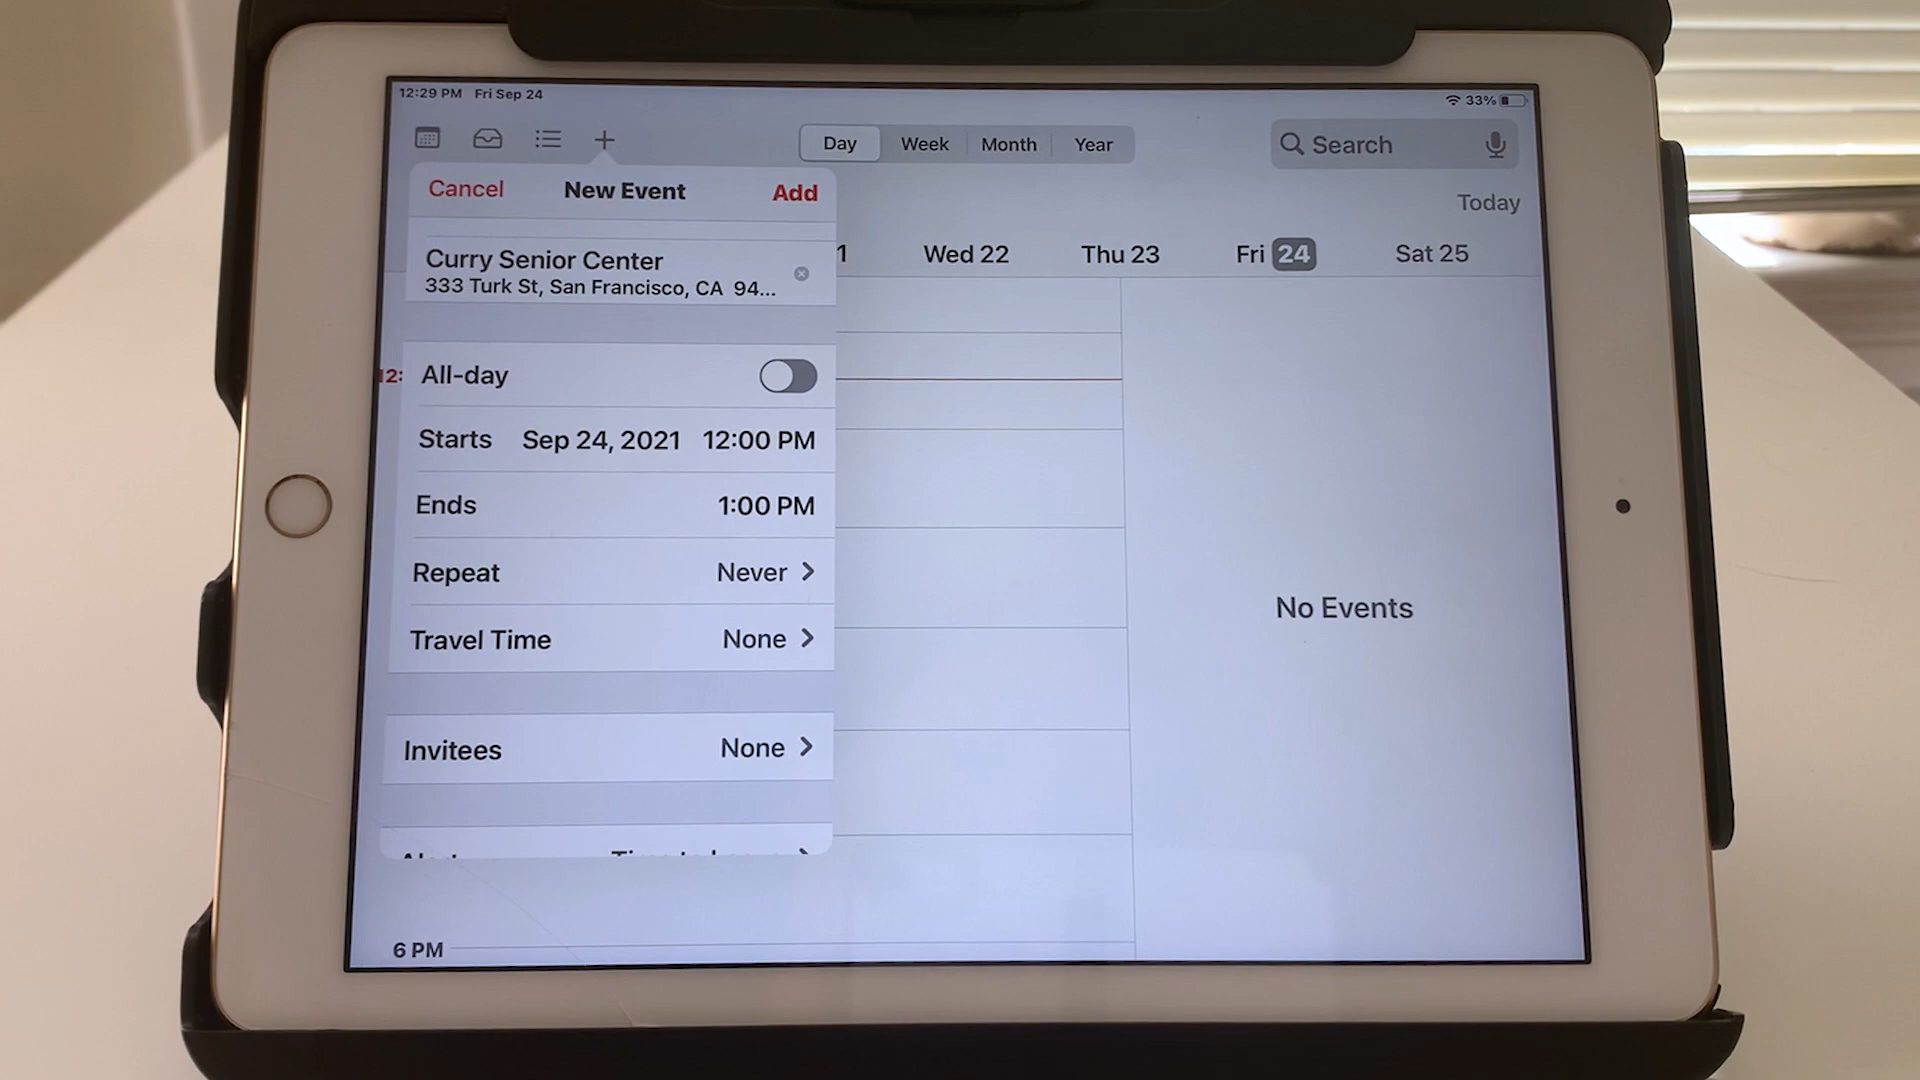 12:29 PM Fri Sep 24
33%
Day Week Month Year
Search
Cancel New Event Add
Today
Wed 22 Thu 23 Fri 24 Sat 25
Curry Senior Center
333 Turk St, San Francisco, CA 94...
12:
All-day
Starts Sep 24, 2021 12:00 PM
Ends 1:00 PM
Repeat Never
Travel Time None
No Events
Invitees None
6 PM